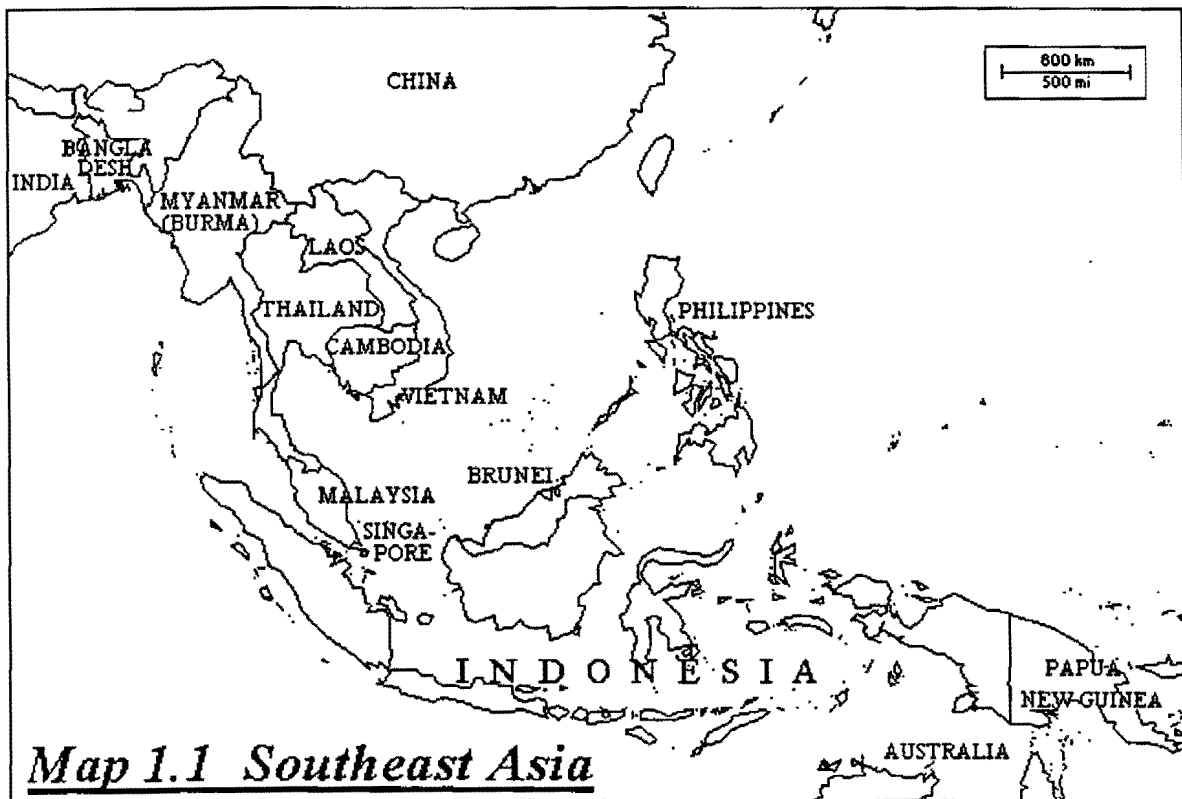 800 km
500 mi
CHINA
BANGLA
DESH
INDIA
MYANMAR
(BURMA)
LAOS
THAILAND
PHILIPPINES
CAMBODIA
VIETNAM
BRUNEI
MALAYSIA
SINGA-
PORE
INDONESIA
PAPUA
NEW GUINEA
AUSTRALIA
Map 1.1 Southeast Asia